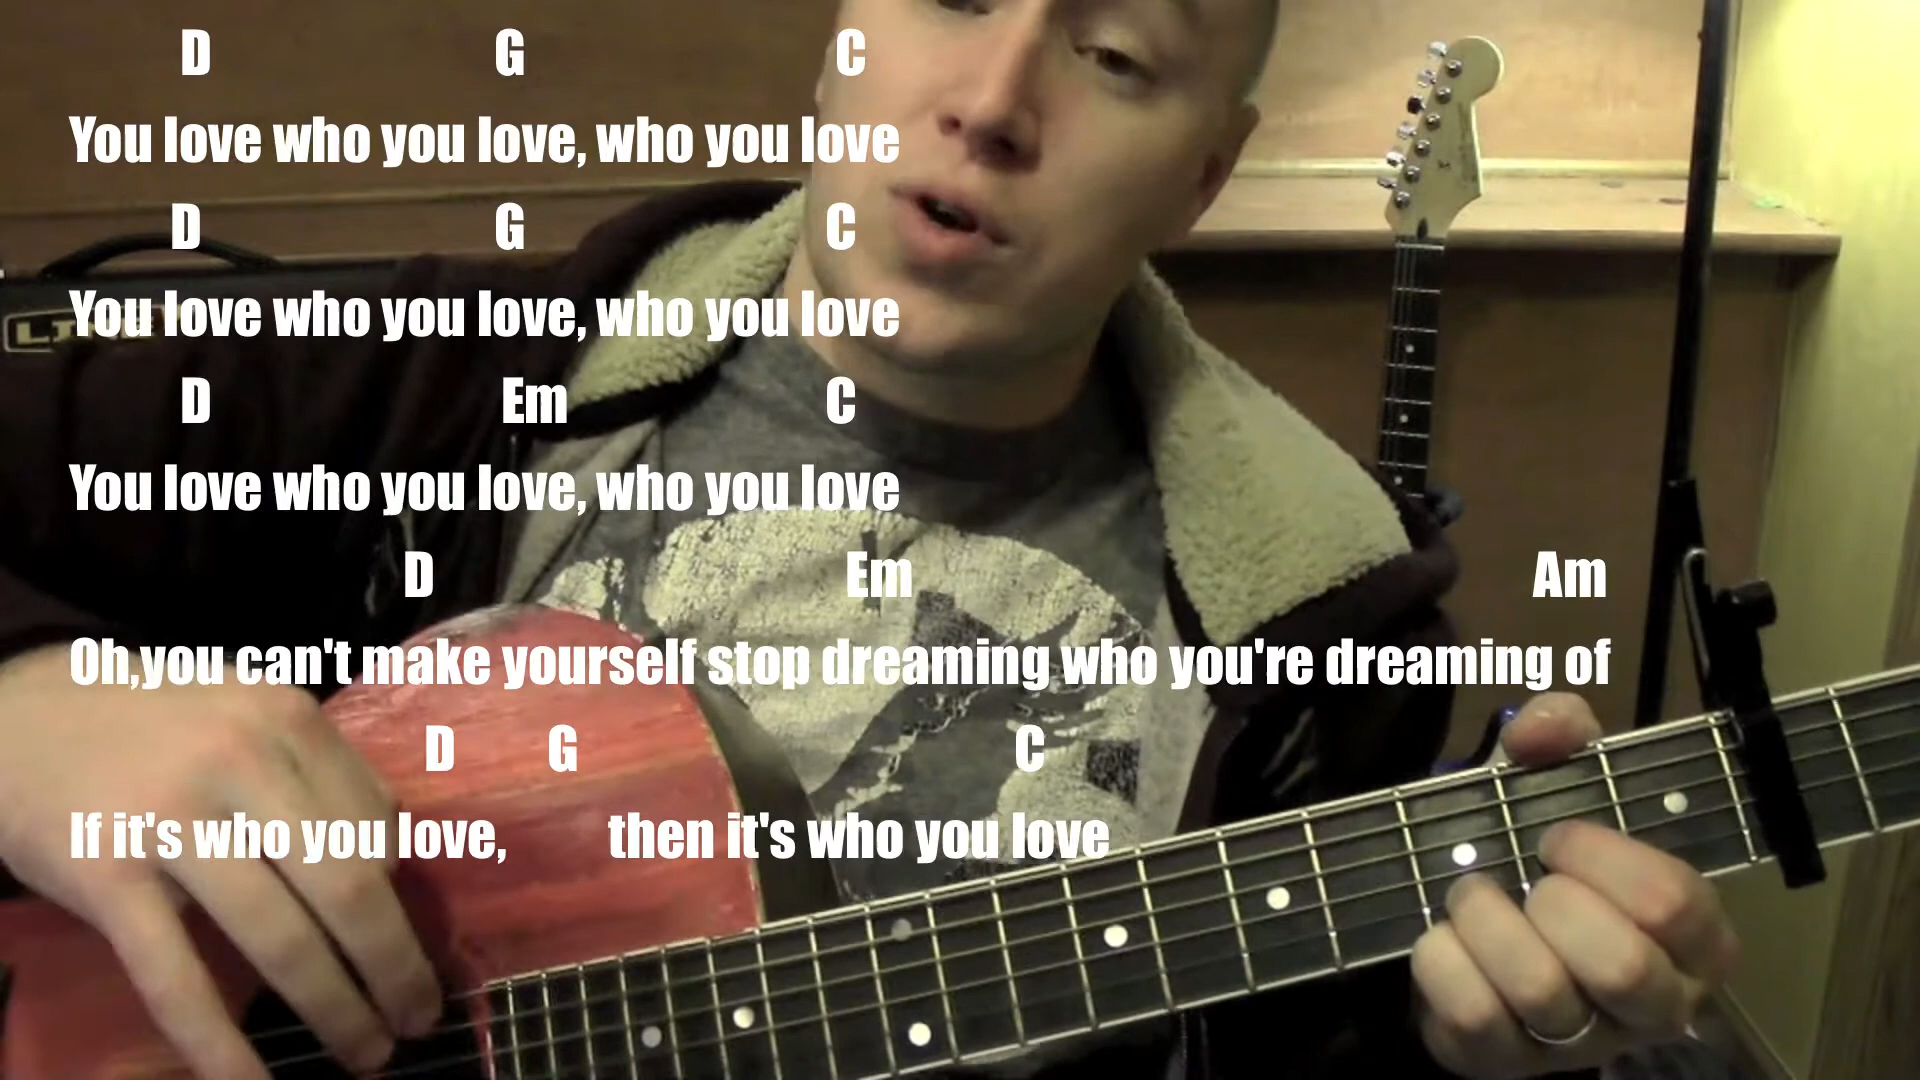 D G C
You love who you love, who you love
D G C
You love who you love, who you love
D Em C
You love who you love, who you love
D Em Am
Oh,you can't make yourself stop dreaming who you're dreaming of
D G C
If it's who you love, then it's who you love